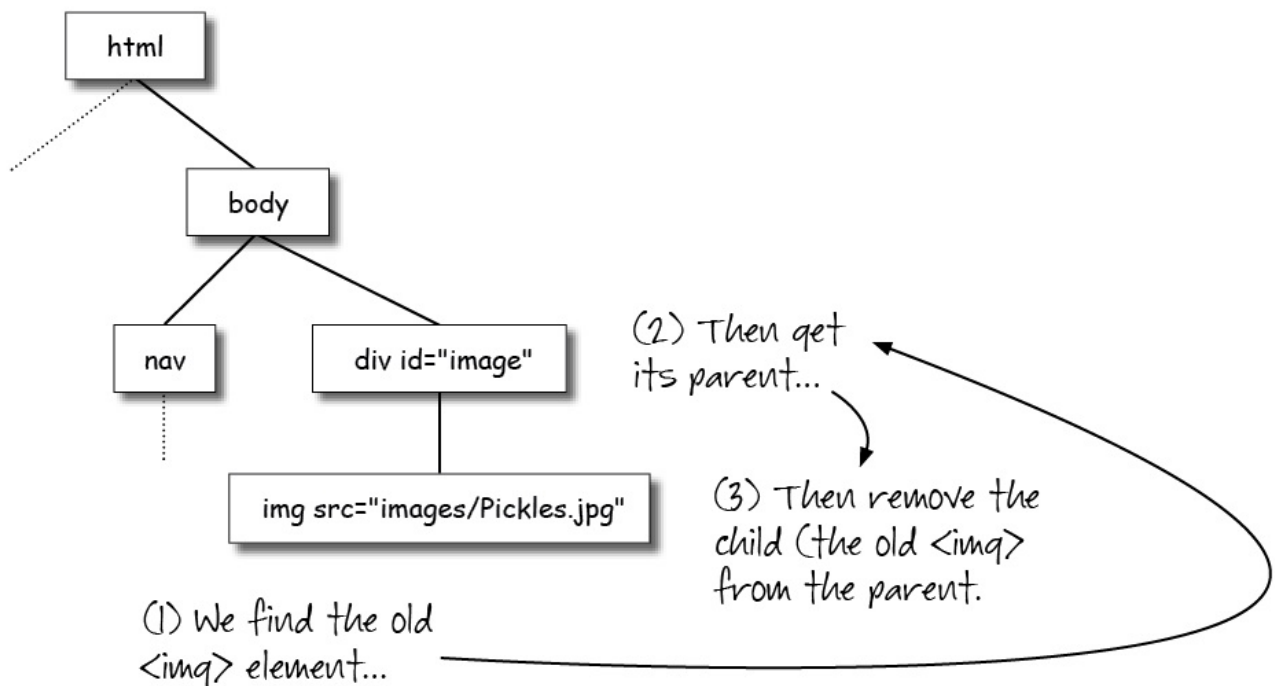 html
body
nav
div id="image"
img src="images/Pickles.jpg"
(2) Then get
its parent...
(3) Then remove the
child (the old <img>
from the parent.
(1) We find the old
<img> element...